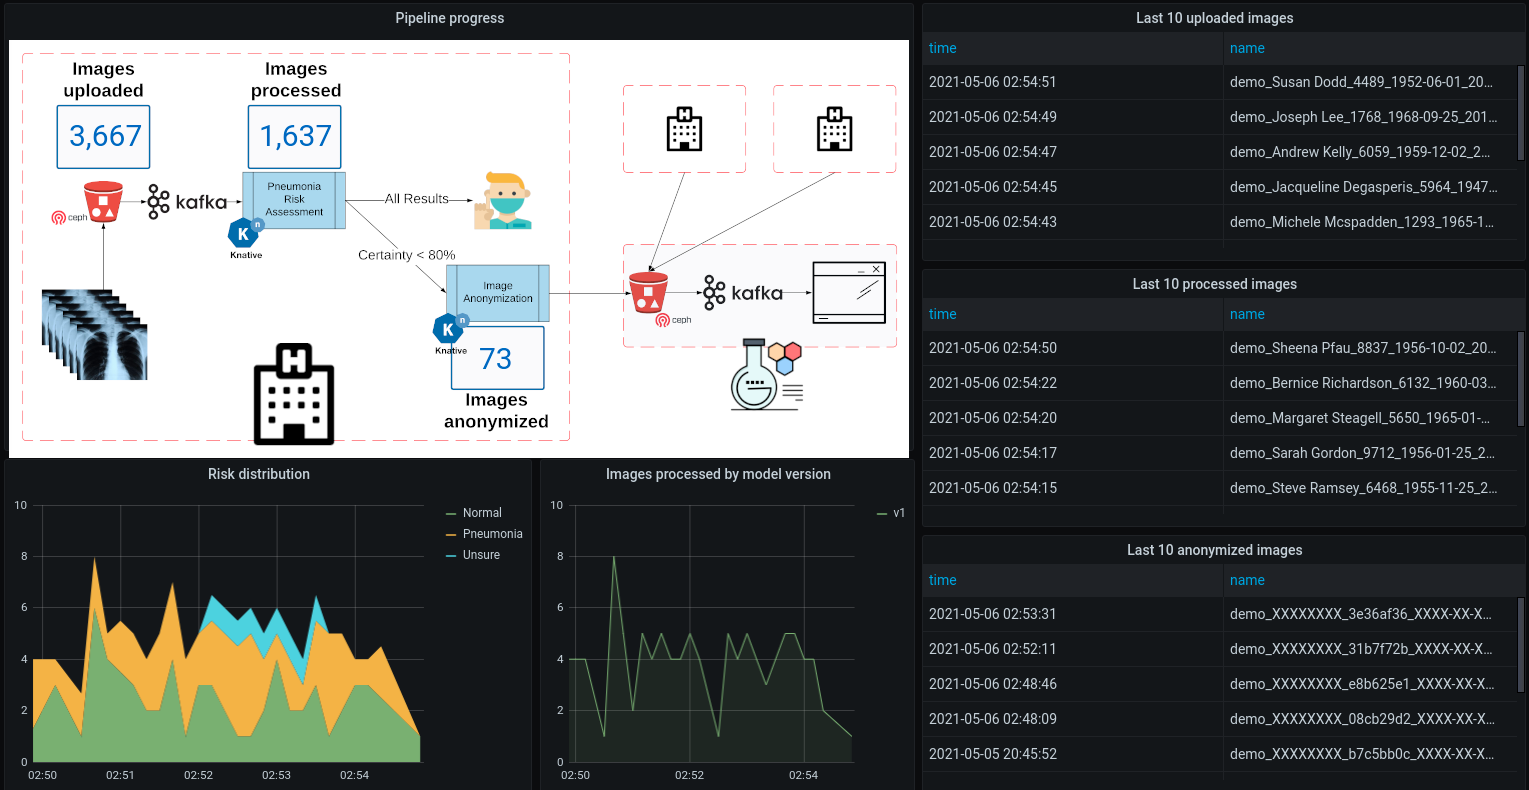 Pipeline progress
Images
uploaded
3,667
Images
processed
1,637
ceph
kafka
Pneumonia
Risk
Assessment
n
K
Knative
All Results
Certainty < 80%
Image
Anonymization
n
K
Knative
73
Images
anonymized
H
H
H
ceph
kafka
Risk distribution
10
8
6
4
2
0
02:50
02:51
02:52
02:53
02:54
Normal
Pneumonia
Unsure
Images processed by model version
10
8
6
4
2
0
02:50
02:52
02:54
v1
Last 10 uploaded images
time name
2021-05-06 02:54:51 demo_Susan Dodd_4489_1952-06-01_20…
2021-05-06 02:54:49 demo_Joseph Lee_1768_1968-09-25_201…
2021-05-06 02:54:47 demo_Andrew Kelly_6059_1959-12-02_2…
2021-05-06 02:54:45 demo_Jacqueline Degasperis_5964_1947…
2021-05-06 02:54:43 demo_Michele Mcspadden_1293_1965-1…
Last 10 processed images
time name
2021-05-06 02:54:50 demo_Sheena Pfau_8837_1956-10-02_20…
2021-05-06 02:54:22 demo_Bernice Richardson_6132_1960-03…
2021-05-06 02:54:20 demo_Margaret Steagell_5650_1965-01-…
2021-05-06 02:54:17 demo_Sarah Gordon_9712_1956-01-25_2…
2021-05-06 02:54:15 demo_Steve Ramsey_6468_1955-11-25_2…
Last 10 anonymized images
time name
2021-05-06 02:53:31 demo_XXXXXXXX_3e36af36_XXXX-XX-X…
2021-05-06 02:52:11 demo_XXXXXXXX_31b7f72b_XXXX-XX-X…
2021-05-06 02:48:46 demo_XXXXXXXX_e8b625e1_XXXX-XX-X…
2021-05-06 02:48:09 demo_XXXXXXXX_08cb29d2_XXXX-XX-X…
2021-05-05 20:45:52 demo_XXXXXXXX_b7c5bb0c_XXXX-XX-X…